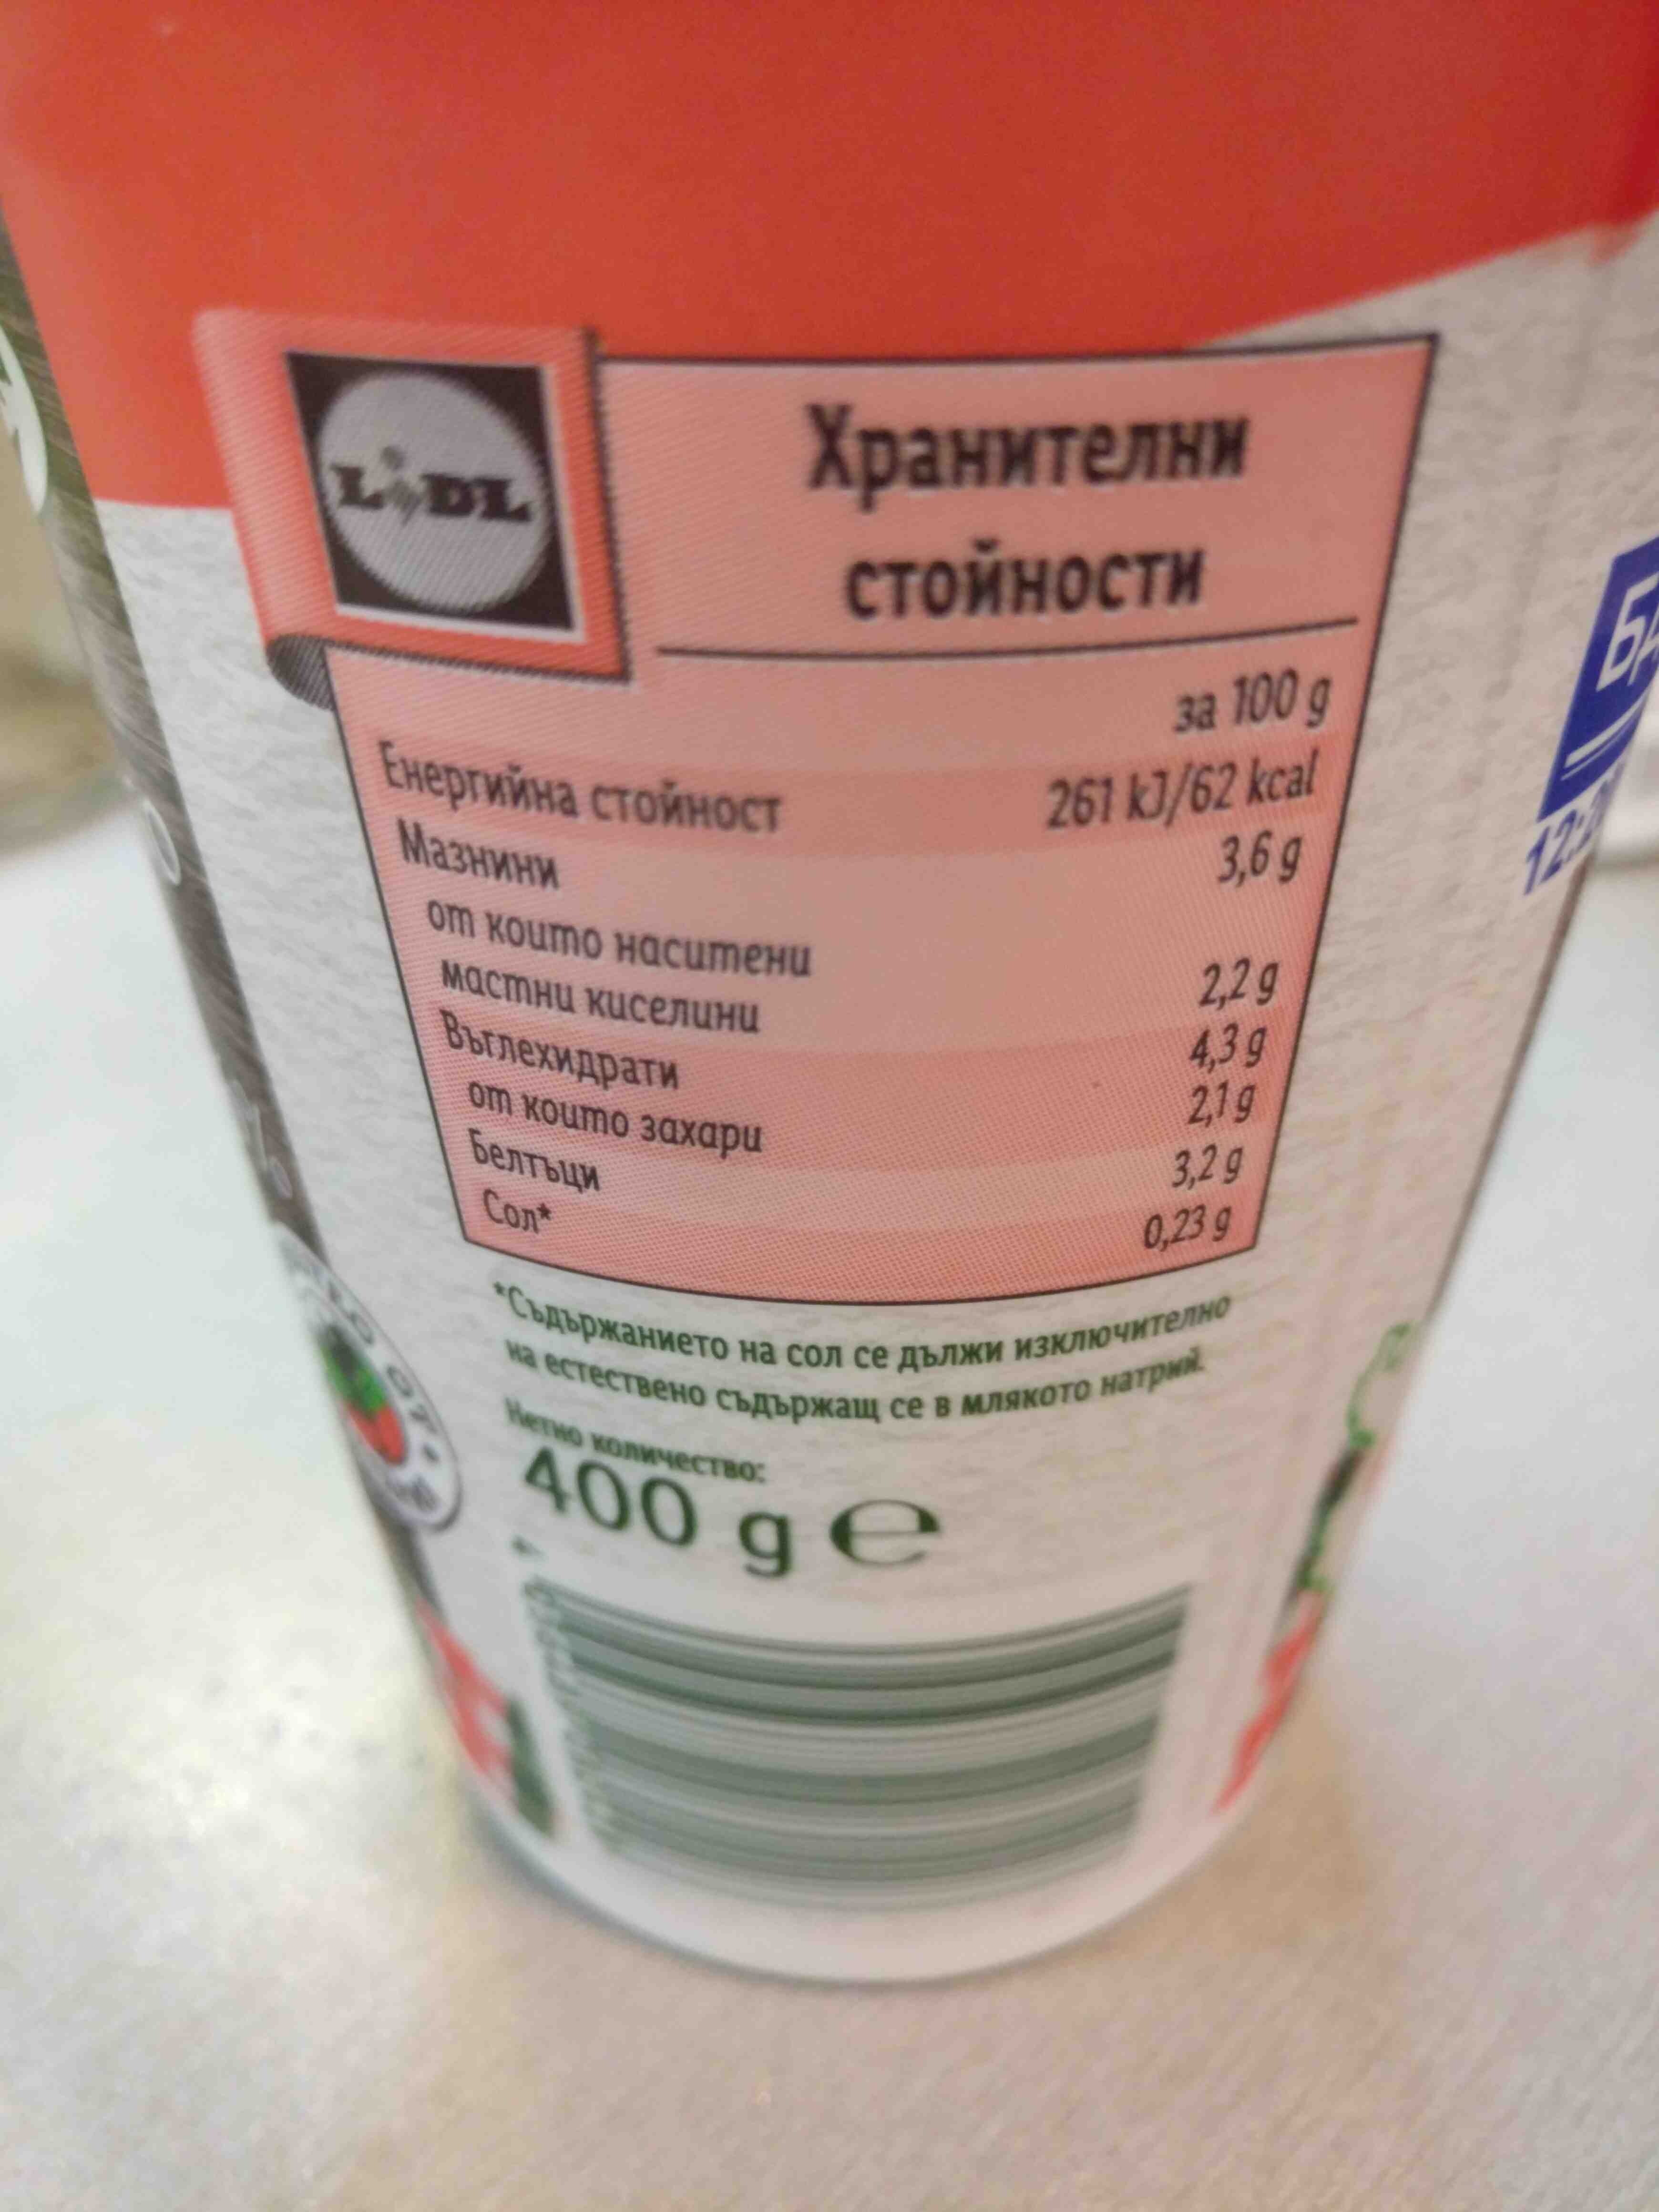 LIDL
Хранителни
стойности
за 100 g
Енергийна стойност 261 kJ/62 kcal
Мазнини 3,6 g
от които наситени
мастни киселини 2,2 g
Въглехидрати 4,3 g
от които захари 2,1 g
Белтъци 3,2 g
Сол* 0,23 g
*Съдържанието на сол се дължи изключително
на естествено съдържащ се в млякото натрий.
Нетно количество:
400 g e